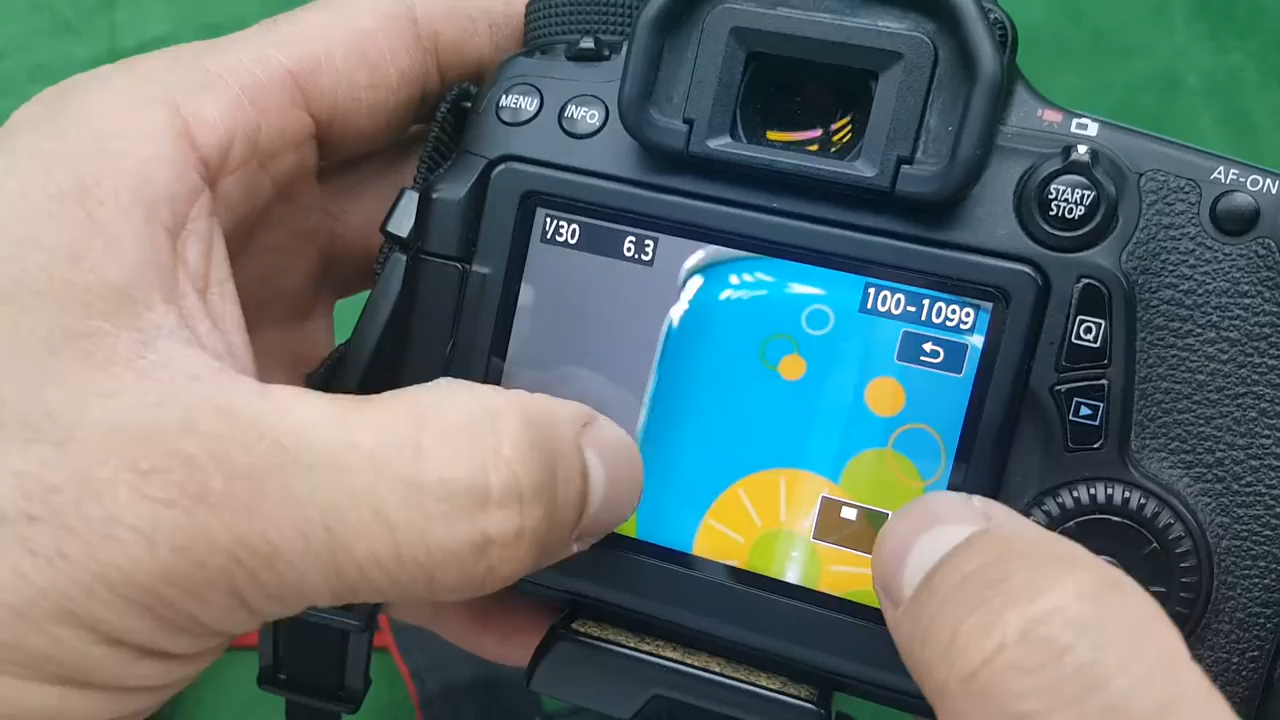 MENU
INFO.
AF-ON
START/
STOP
1/30 6.3
100-1099
Q